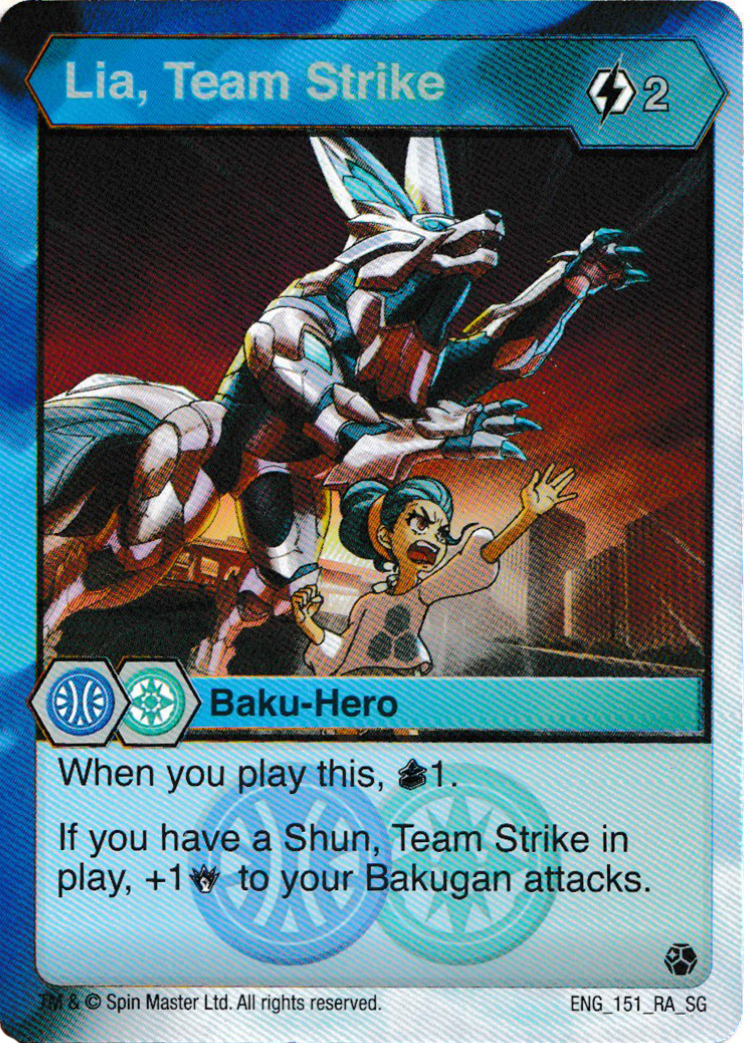 Lia, Team Strike
2
Baku-Hero
When you play this, 1.
If you have a Shun, Team Strike in
play, +1 to your Bakugan attacks.
TM & © Spin Master Ltd. All rights reserved.
ENG_151_RA_SG